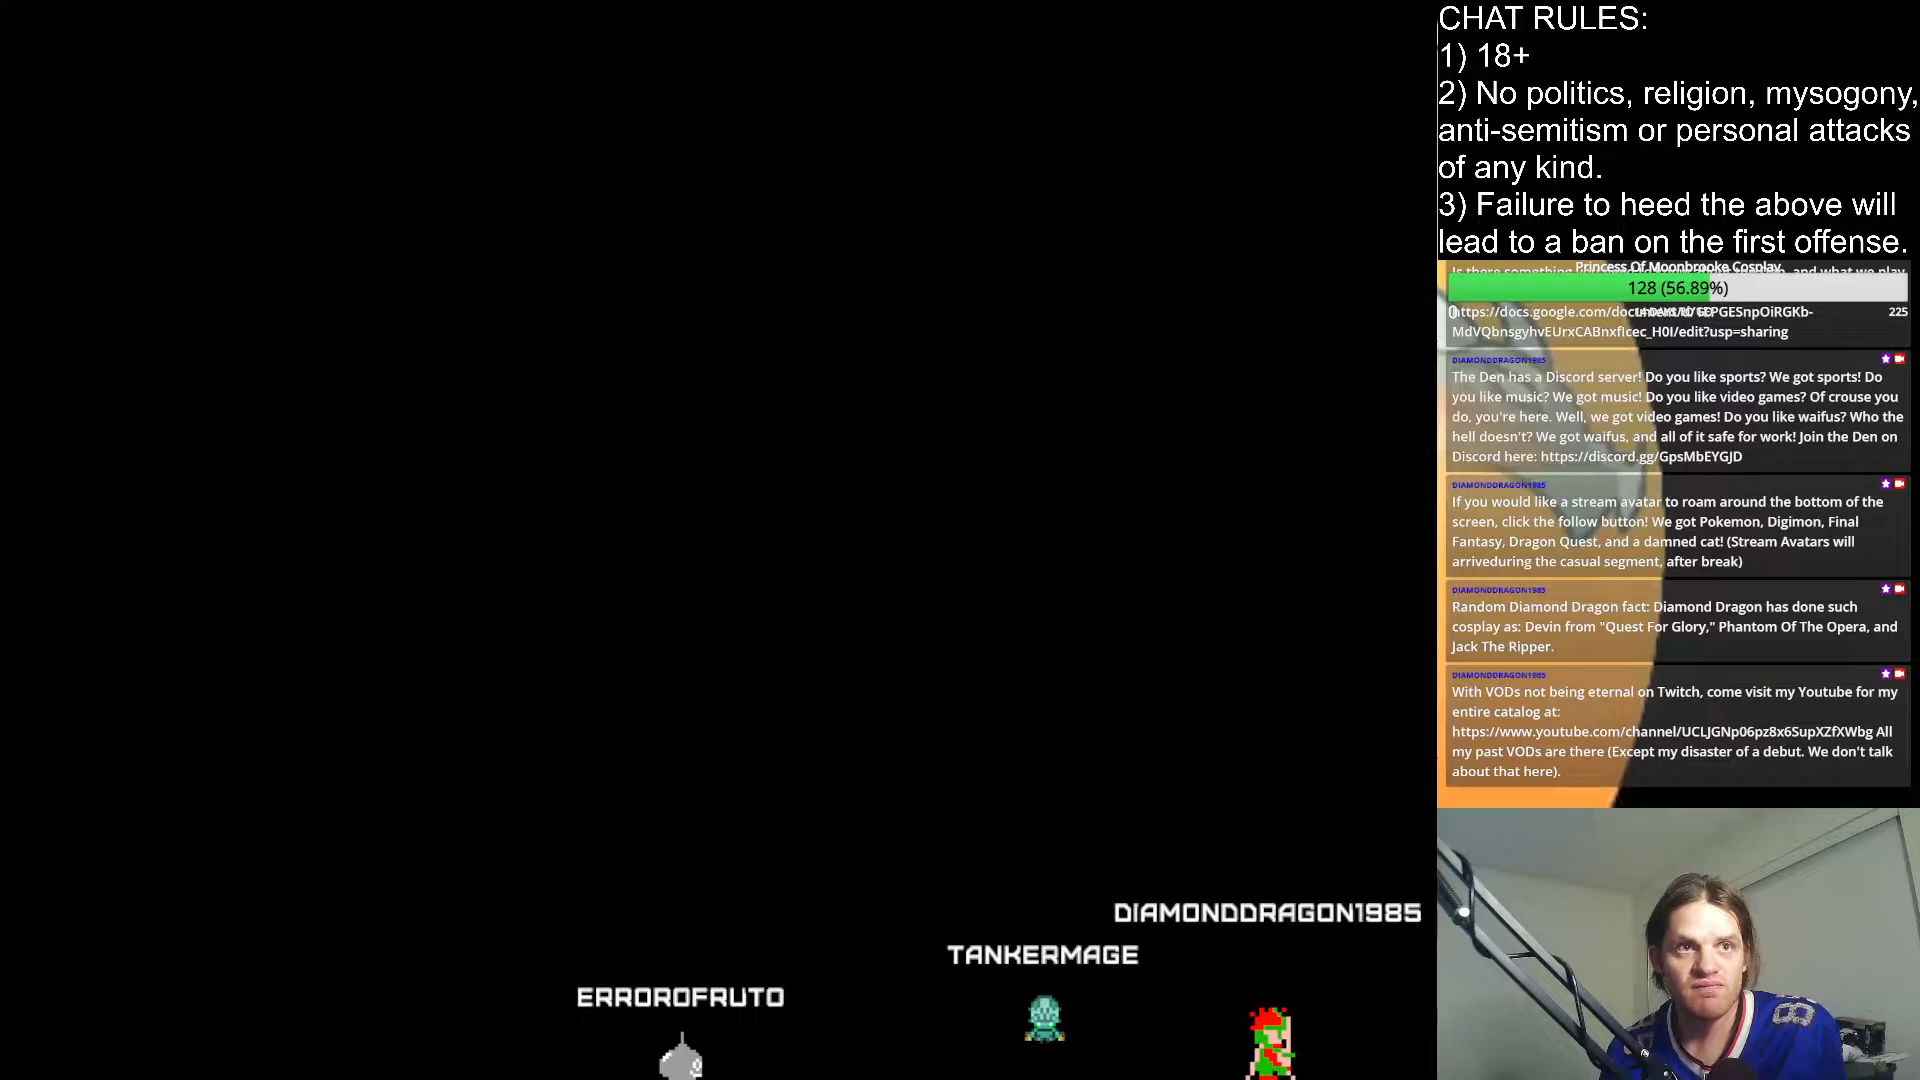 CHAT RULES:
1) 18+
2) No politics, religion, mysogony,
anti-semitism or personal attacks
of any kind.
3) Failure to heed the above will
lead to a ban on the first offense.
Princess Of Moonbrooke Cosplay
128 (56.89%)
0
225
MdVQbnsgyhvEUrxCABnxfIcec_H0I/edit?usp=sharing
DIAMONDDRAGON1985
The Den has a Discord server! Do you like sports? We got sports! Do
you like music? We got music! Do you like video games? Of crouse you
do, you're here. Well, we got video games! Do you like waifus? Who the
hell doesn't? We got waifus, and all of it safe for work! Join the Den on
Discord here: https://discord.gg/GpsMbEYGJD
DIAMONDDRAGON1985
If you would like a stream avatar to roam around the bottom of the
screen, click the follow button! We got Pokemon, Digimon, Final
Fantasy, Dragon Quest, and a damned cat! (Stream Avatars will
arriveduring the casual segment, after break)
DIAMONDDRAGON1985
Random Diamond Dragon fact: Diamond Dragon has done such
cosplay as: Devin from "Quest For Glory," Phantom Of The Opera, and
Jack The Ripper.
DIAMONDDRAGON1985
With VODs not being eternal on Twitch, come visit my Youtube for my
entire catalog at:
https://www.youtube.com/channel/UCLJGNp06pz8x6SupXZfXWbg All
my past VODs are there (Except my disaster of a debut. We don't talk
about that here).
DIAMONDDRAGON1985
TANKERMAGE
ERROROFRUTO